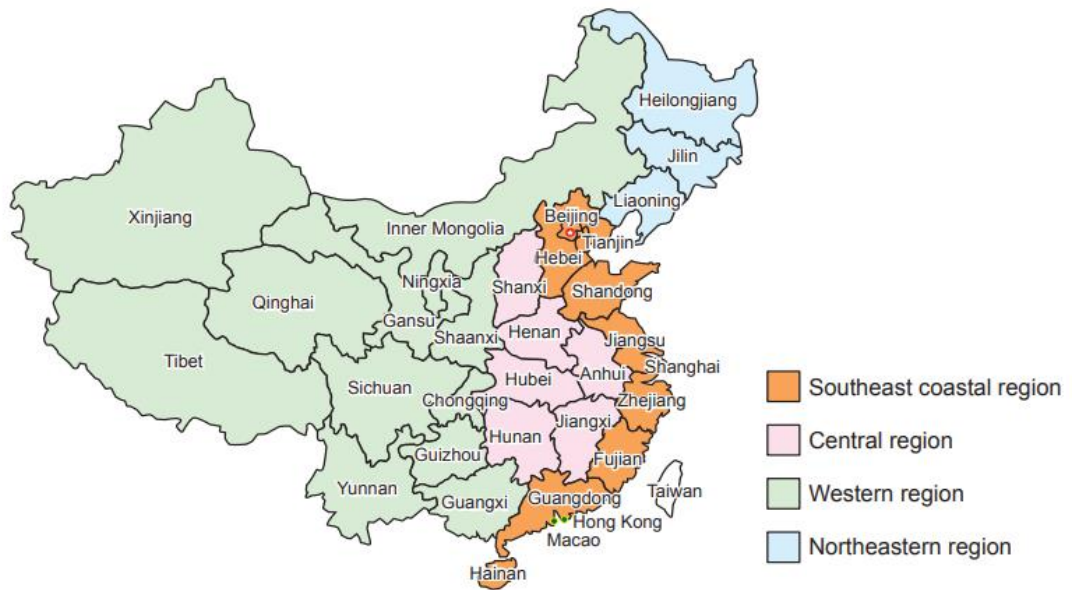 Heilongjiang
Jilin
Liaoning
Xinjiang
Inner Mongolia
Beijing
Tianjin
Hebei
Ningxia
Shanxi
Shandong
Qinghai
Gansu
Shaanxi
Henan
Jiangsu
Tibet
Shanghai
Anhui
Hubei
Sichuan
Chongqing
Zhejiang
Jiangxi
Hunan
Guizhou
Fujian
Yunnan
Guangxi
Guangdong
Taiwan
Hong Kong
Macao
Hainan
Southeast coastal region
Central region
Western region
Northeastern region